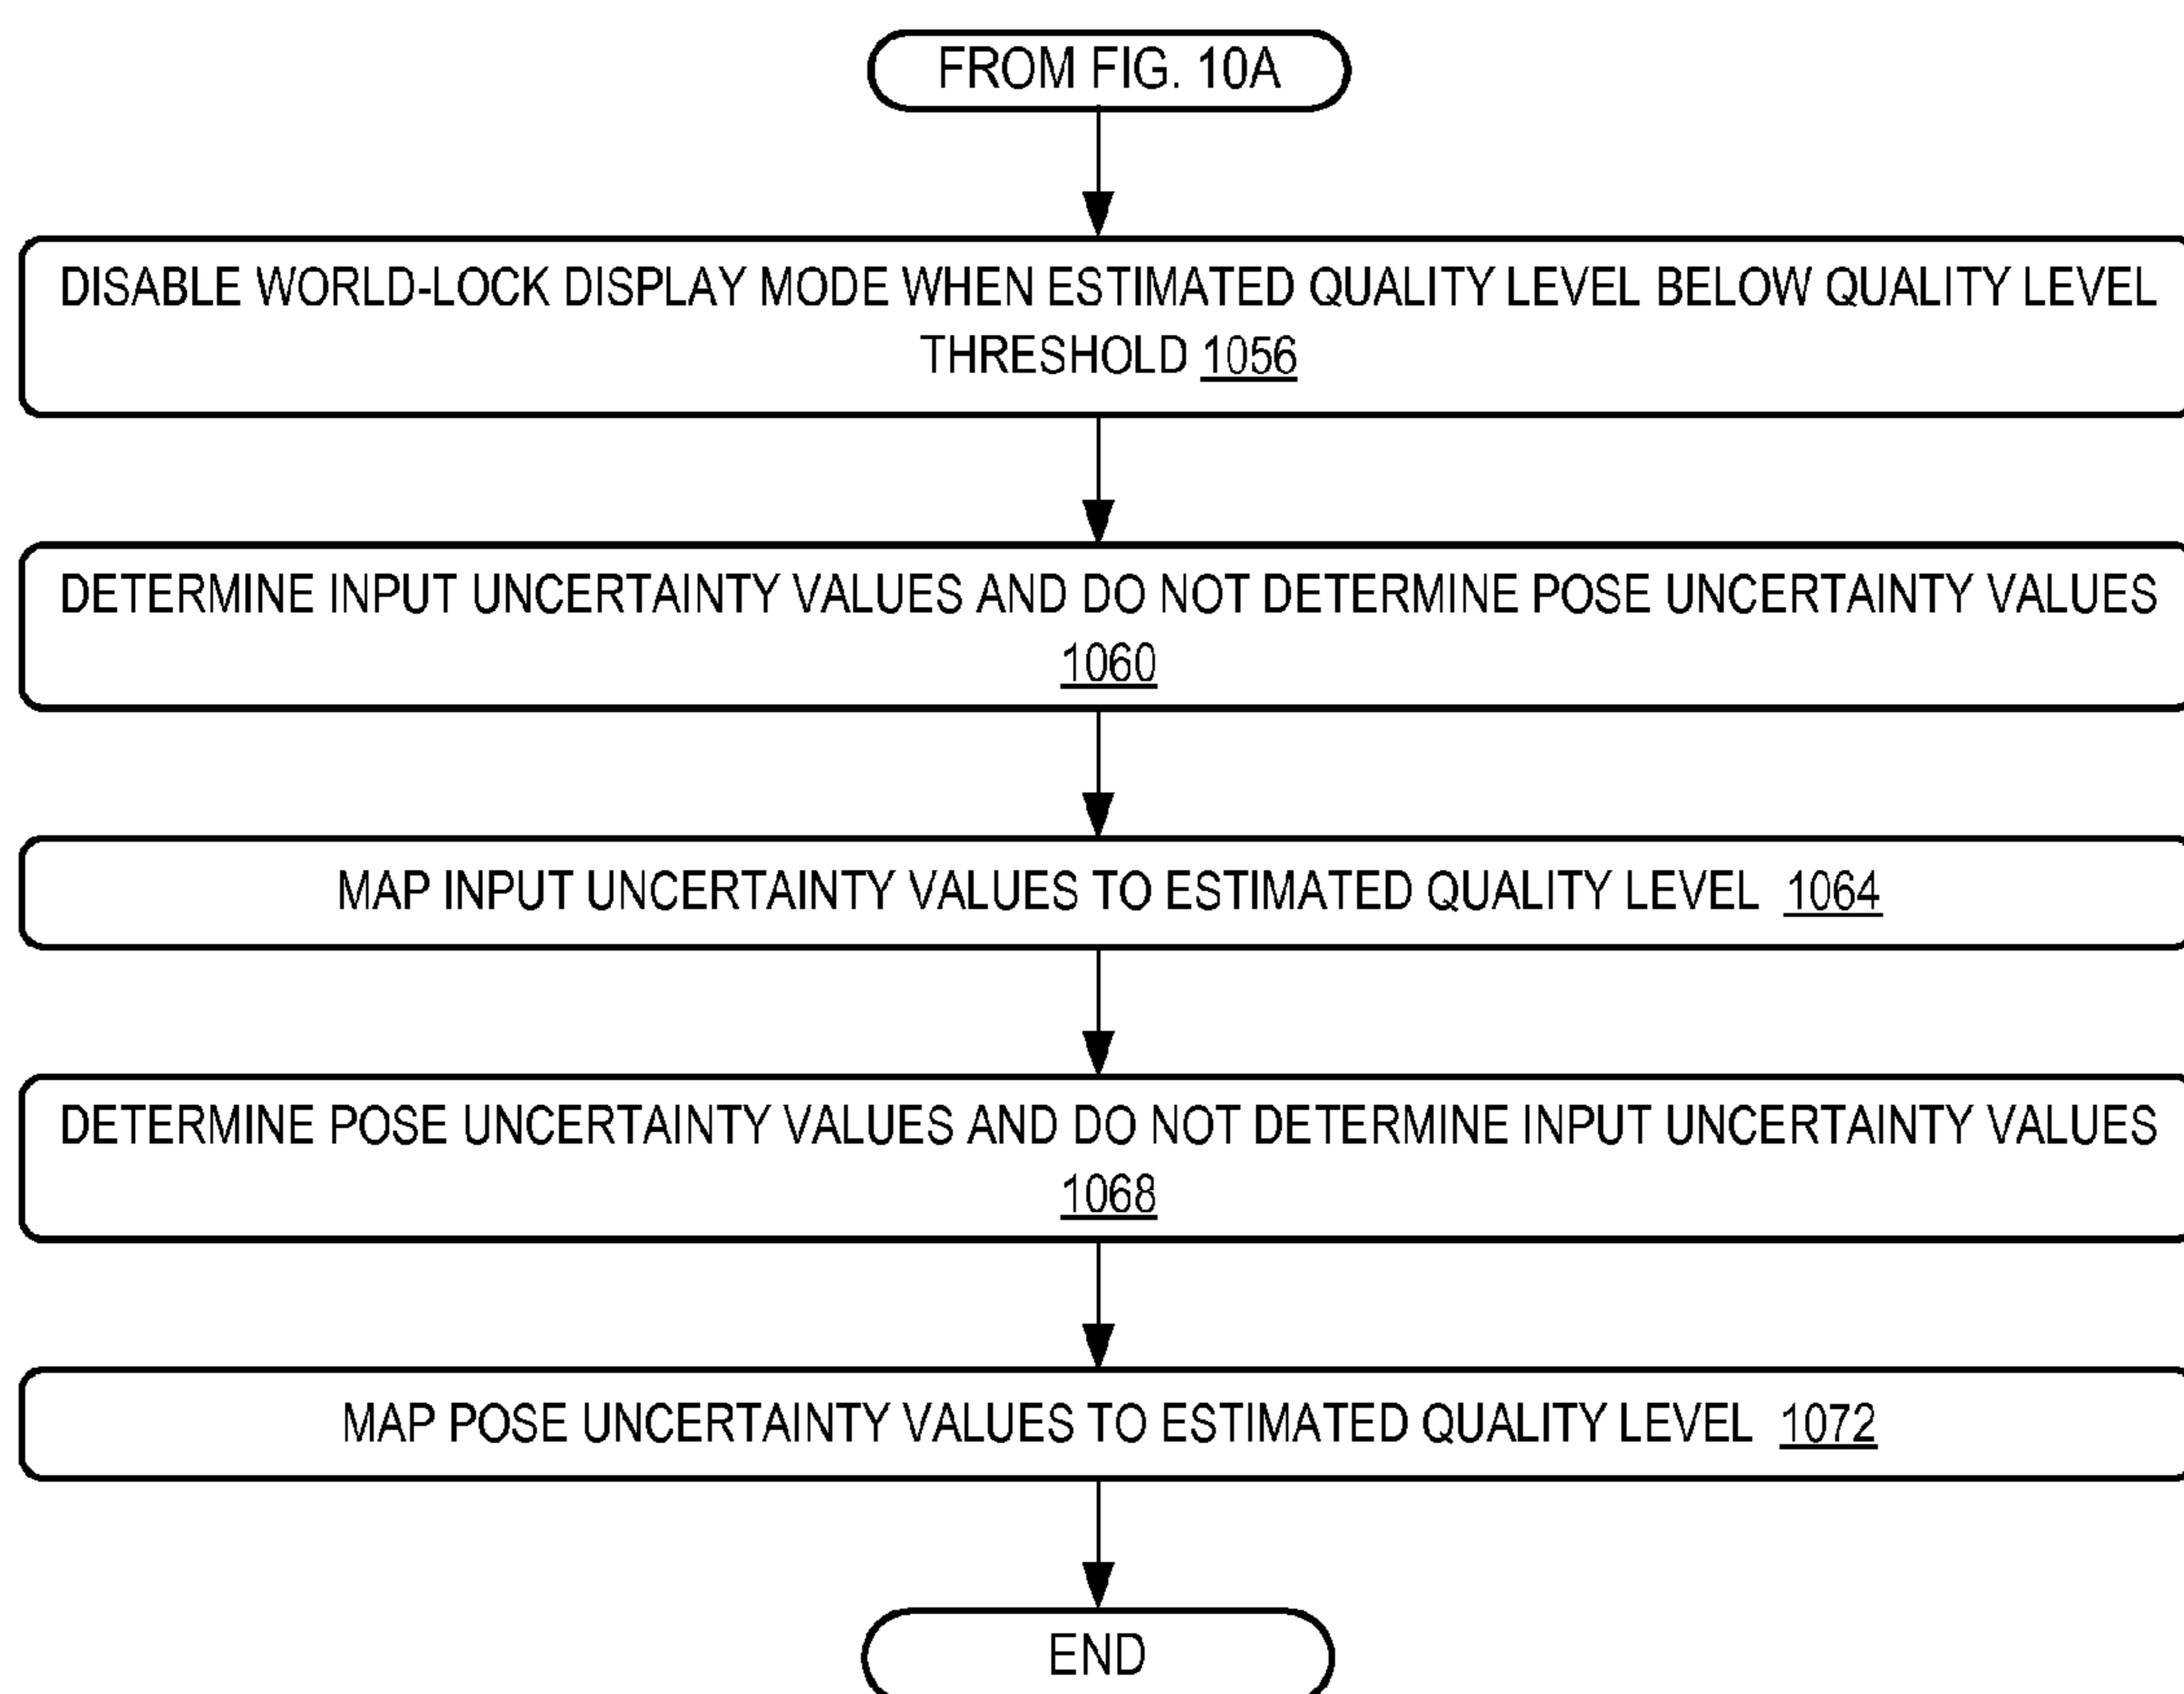 FROM FIG. 10A
DISABLE WORLD-LOCK DISPLAY MODE WHEN ESTIMATED QUALITY LEVEL BELOW QUALITY LEVEL
THRESHOLD 1056
DETERMINE INPUT UNCERTAINTY VALUES AND DO NOT DETERMINE POSE UNCERTAINTY VALUES
1060
MAP INPUT UNCERTAINTY VALUES TO ESTIMATED QUALITY LEVEL 1064
DETERMINE POSE UNCERTAINTY VALUES AND DO NOT DETERMINE INPUT UNCERTAINTY VALUES
1068
MAP POSE UNCERTAINTY VALUES TO ESTIMATED QUALITY LEVEL 1072
END